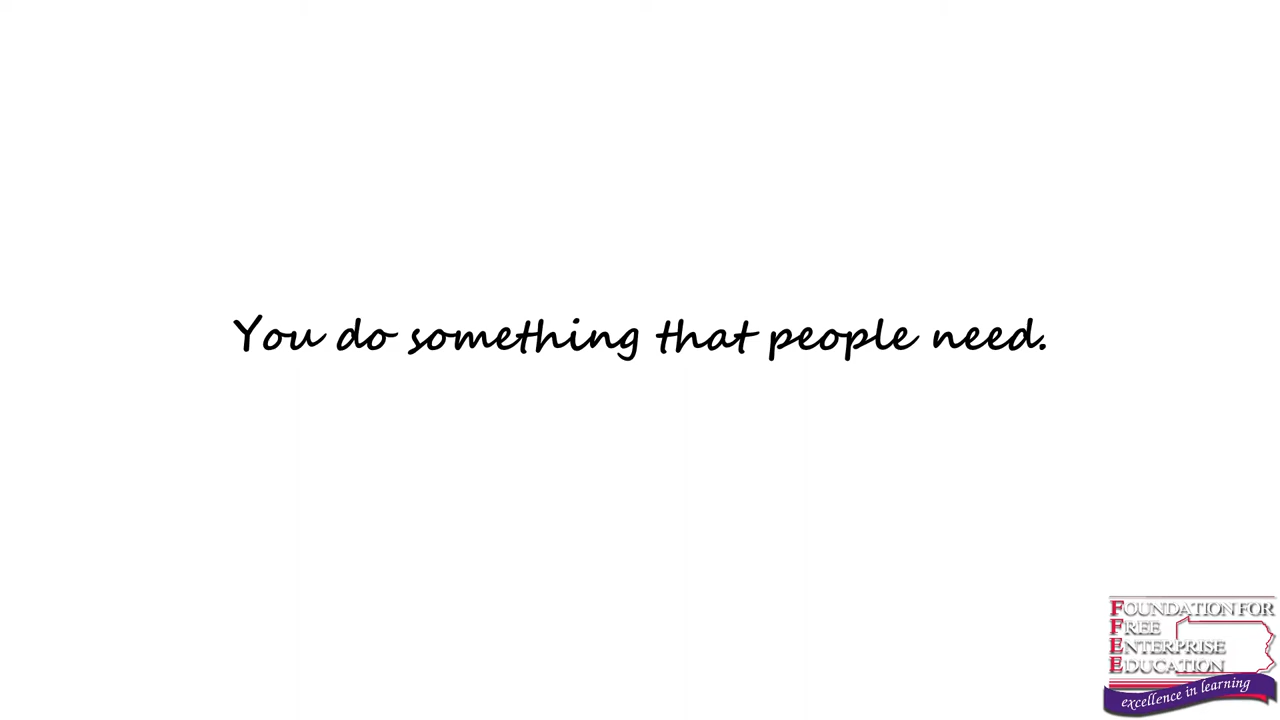 You do something that people need.
FOUNDATION FOR
FREE
ENTERPRISE
EDUCATION
excellence in learning